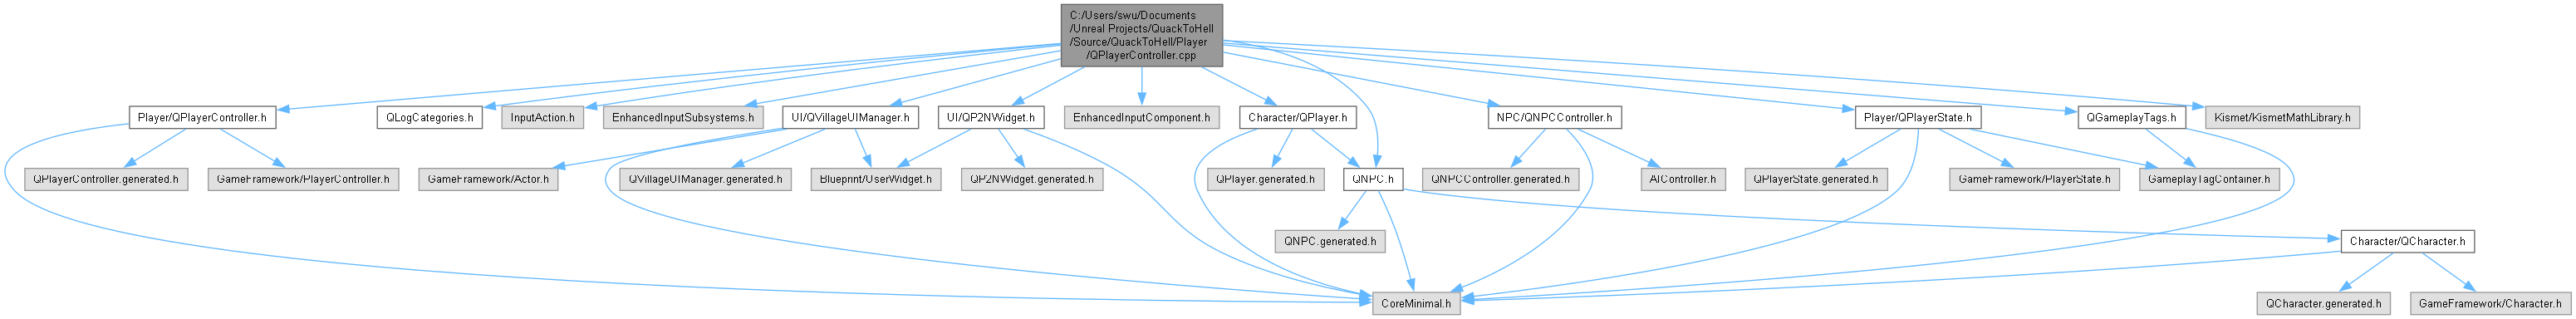 C:/Users/swu/Documents
/Unreal Projects/QuackToHell
/Source/QuackToHell/Player
/QPlayerController.cpp
Player/QPlayerController.h
QLogCategories.h
InputAction.h
EnhancedInputSubsystems.h
UI/QVillageUIManager.h
UI/QP2NWidget.h
EnhancedInputComponent.h
Character/QPlayer.h
NPC/QNPCController.h
Player/QPlayerState.h
QGameplayTags.h
Kismet/KismetMathLibrary.h
QPlayerController.generated.h
GameFramework/PlayerController.h
GameFramework/Actor.h
QVillageUIManager.generated.h
Blueprint/UserWidget.h
QP2NWidget.generated.h
QPlayer.generated.h
QNPC.h
QNPCController.generated.h
AIController.h
QPlayerState.generated.h
GameFramework/PlayerState.h
GameplayTagContainer.h
QNPC.generated.h
Character/QCharacter.h
CoreMinimal.h
QCharacter.generated.h
GameFramework/Character.h